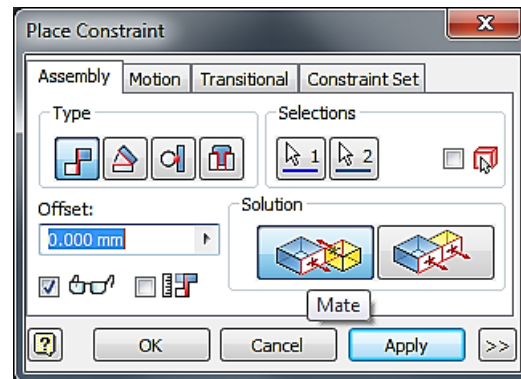 Place Constraint
Assembly Motion Transitional Constraint Set
Type
Selections
1 2
Offset:
0.000 mm
Solution
Mate
? OK Cancel Apply >>